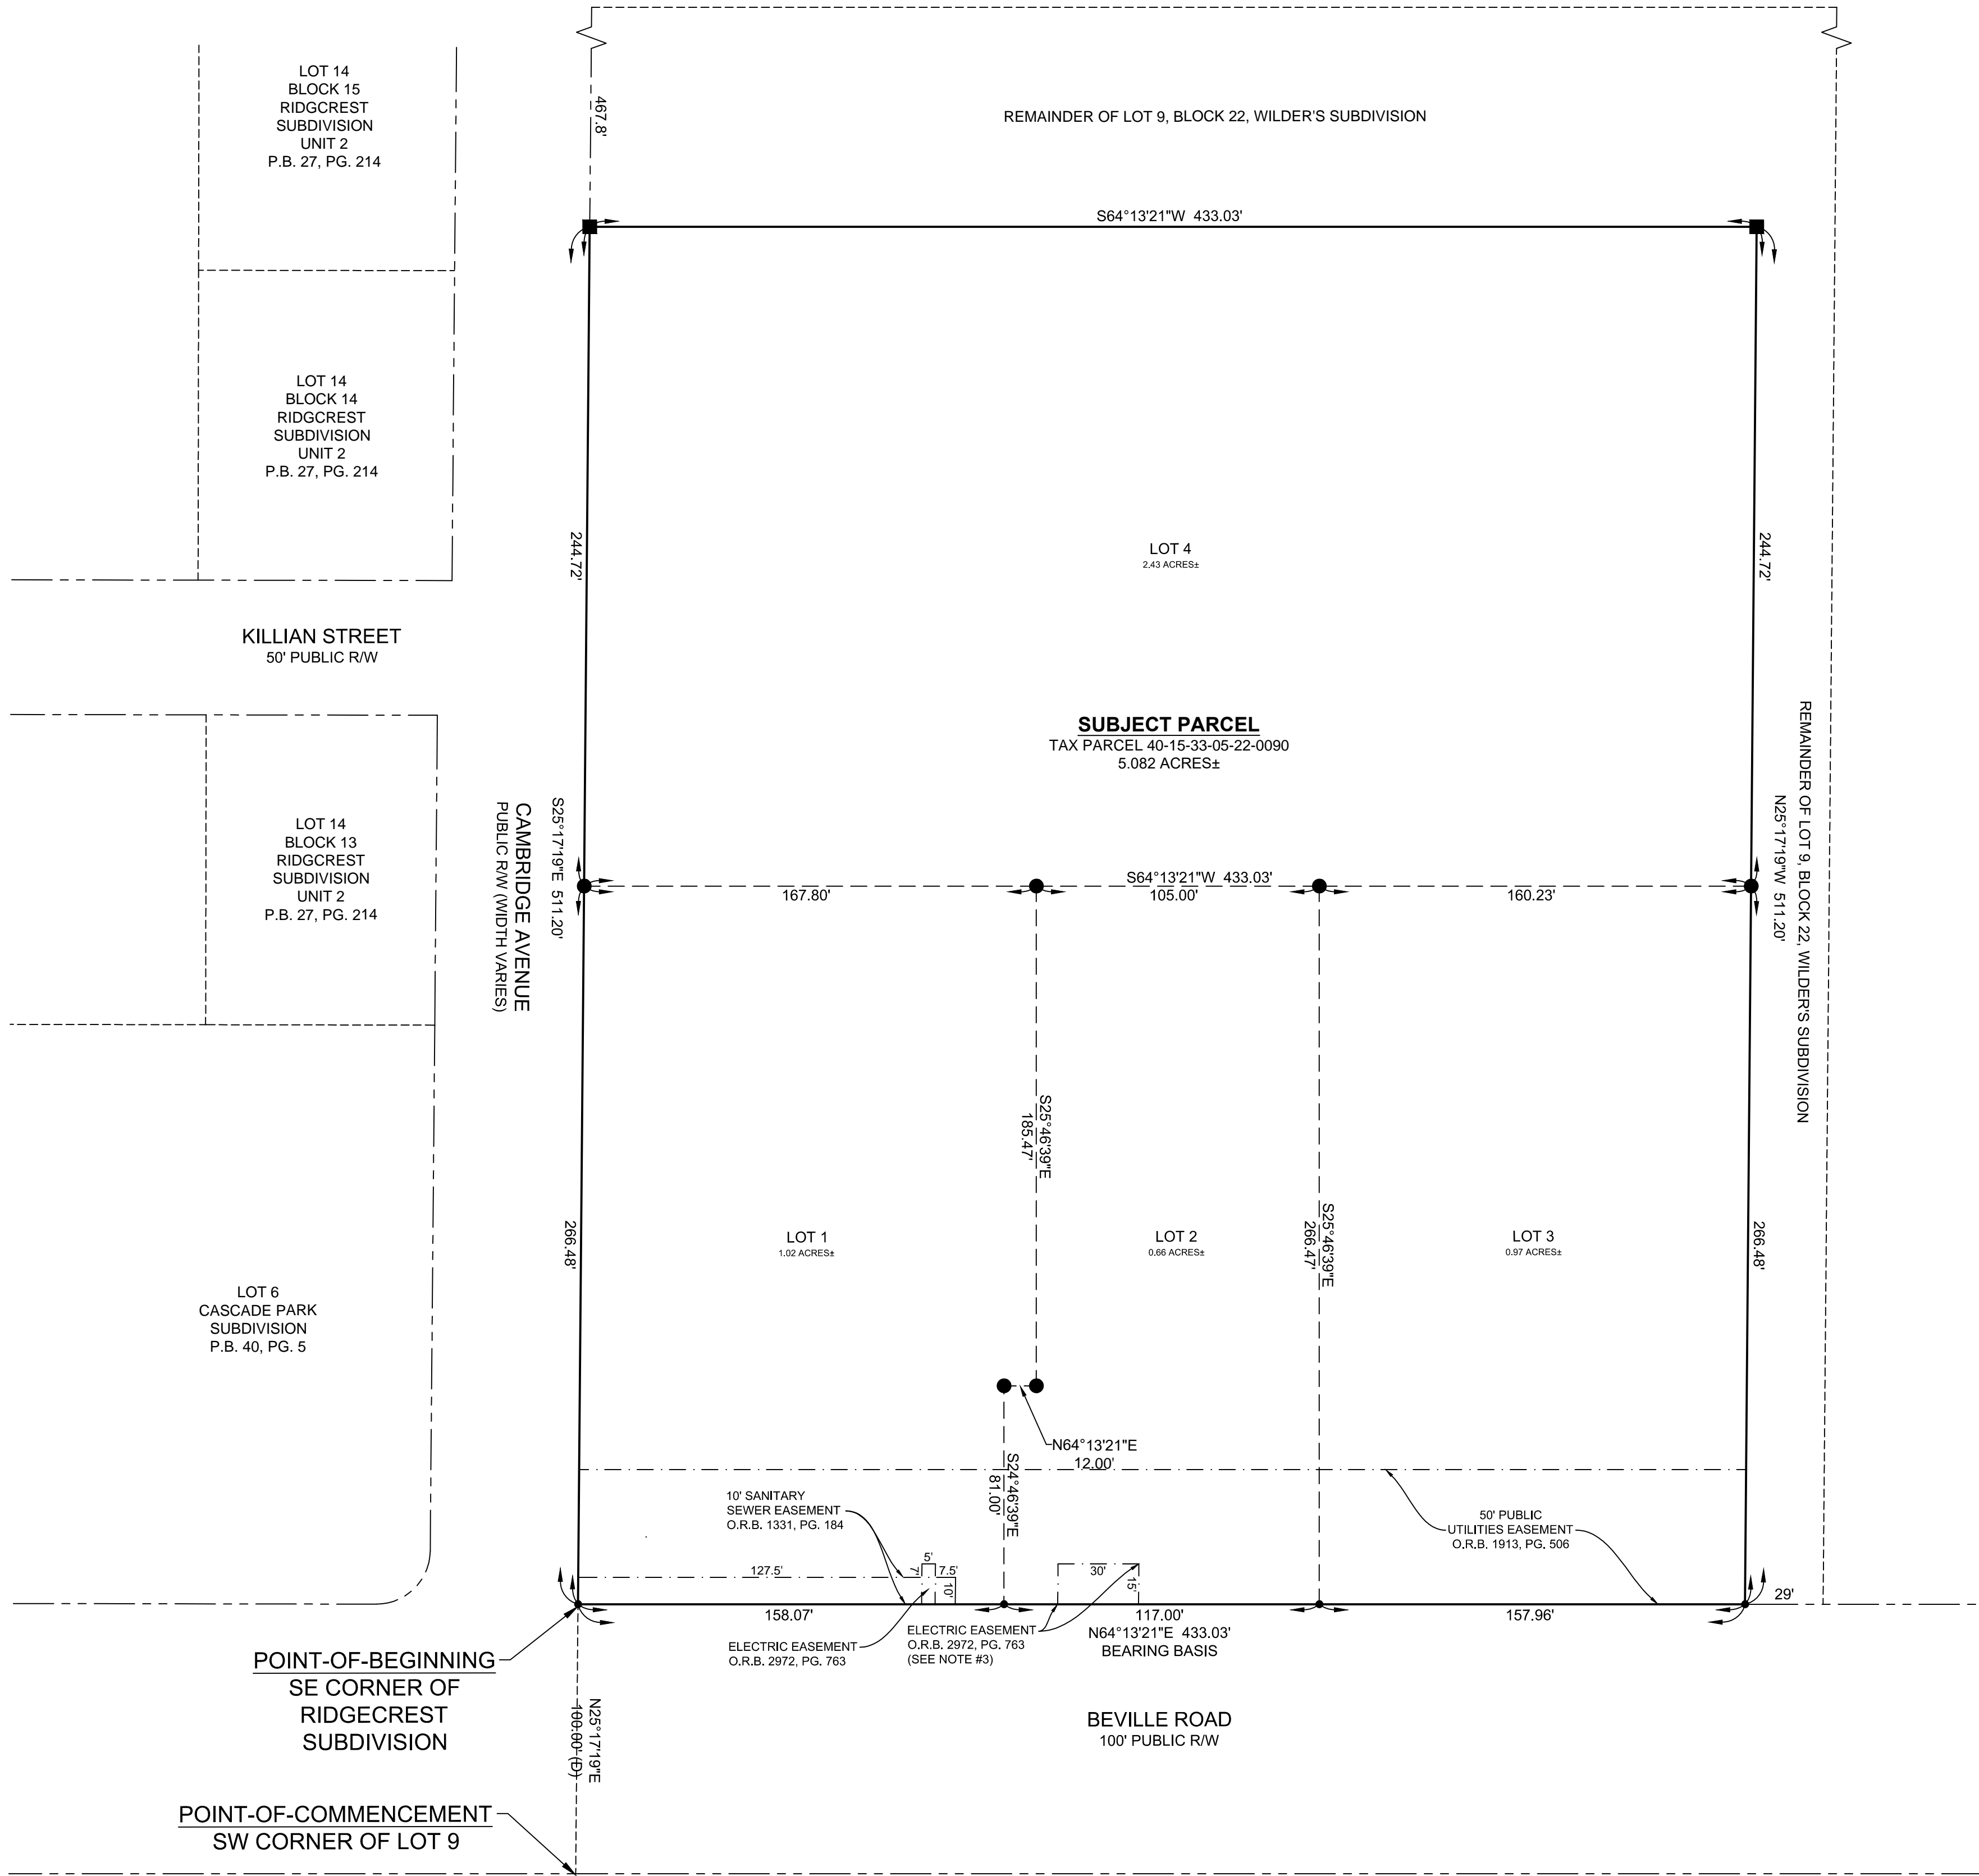 LOT 14
BLOCK 15
RIDGCREST
SUBDIVISION
UNIT 2
P.B. 27, PG. 214
467.8'
REMAINDER OF LOT 9, BLOCK 22, WILDER'S SUBDIVISION
S64°13'21"W 433.03'
LOT 14
BLOCK 14
RIDGCREST
SUBDIVISION
UNIT 2
P.B. 27, PG. 214
244.72'
LOT 4
2.43 ACRES±
244.72'
KILLIAN STREET
50' PUBLIC R/W
SUBJECT PARCEL
TAX PARCEL 40-15-33-05-22-0090
5.082 ACRES±
LOT 14
BLOCK 13
RIDGCREST
SUBDIVISION
UNIT 2
P.B. 27, PG. 214
CAMBRIDGE AVENUE
PUBLIC R/W (WIDTH VARIES)
S25°17'19"E 511.20'
N25°17'19"W 511.20'
REMAINDER OF LOT 9, BLOCK 22, WILDER'S SUBDIVISION
S64°13'21"W 433.03'
167.80'
105.00'
160.23'
S25°46'39"E
185.47'
S25°46'39"E
266.47'
266.48'
LOT 1
1.02 ACRES±
LOT 2
0.66 ACRES±
LOT 3
0.97 ACRES±
266.48'
LOT 6
CASCADE PARK
SUBDIVISION
P.B. 40, PG. 5
N64°13'21"E
12.00'
S24°46'39"E
81.00'
10' SANITARY
SEWER EASEMENT
O.R.B. 1331, PG. 184
50' PUBLIC
UTILITIES EASEMENT
O.R.B. 1913, PG. 506
127.5'
5'
7'
7.5'
10'
30'
15'
29'
158.07'
117.00'
157.96'
N64°13'21"E 433.03'
BEARING BASIS
ELECTRIC EASEMENT
O.R.B. 2972, PG. 763
ELECTRIC EASEMENT
O.R.B. 2972, PG. 763
(SEE NOTE #3)
POINT-OF-BEGINNING
SE CORNER OF
RIDGECREST
SUBDIVISION
N25°17'19"E
100.00' (D)
BEVILLE ROAD
100' PUBLIC R/W
POINT-OF-COMMENCEMENT
SW CORNER OF LOT 9